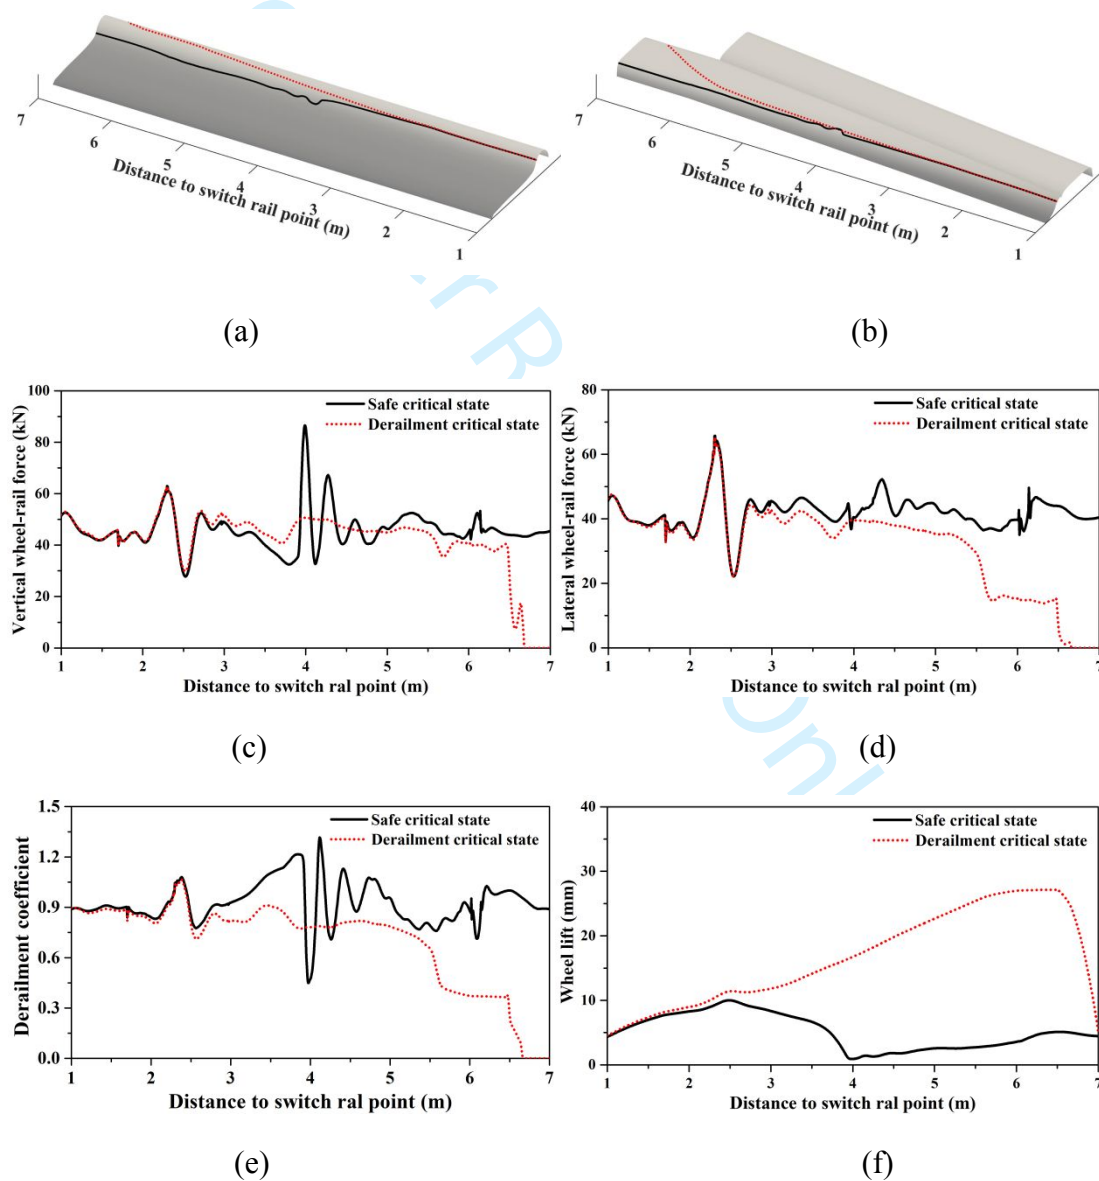 7
6
5
4
3
2
1
Distance to switch rail point (m)
(a)
7
6
5
4
3
2
1
Distance to switch rail point (m)
(b)
100
80
60
40
20
0
Vertical wheel-rail force (kN)
Safe critical state
Derailment critical state
1 2 3 4 5 6 7
Distance to switch ral point (m)
(c)
80
60
40
20
0
Lateral wheel-rail force (kN)
Safe critical state
Derailment critical state
1 2 3 4 5 6 7
Distance to switch ral point (m)
(d)
1.5
1.2
0.9
0.6
0.3
0.0
Derailment coefficient
Safe critical state
Derailment critical state
1 2 3 4 5 6 7
Distance to switch ral point (m)
(e)
40
30
20
10
0
Wheel lift (mm)
Safe critical state
Derailment critical state
1 2 3 4 5 6 7
Distance to switch ral point (m)
(f)